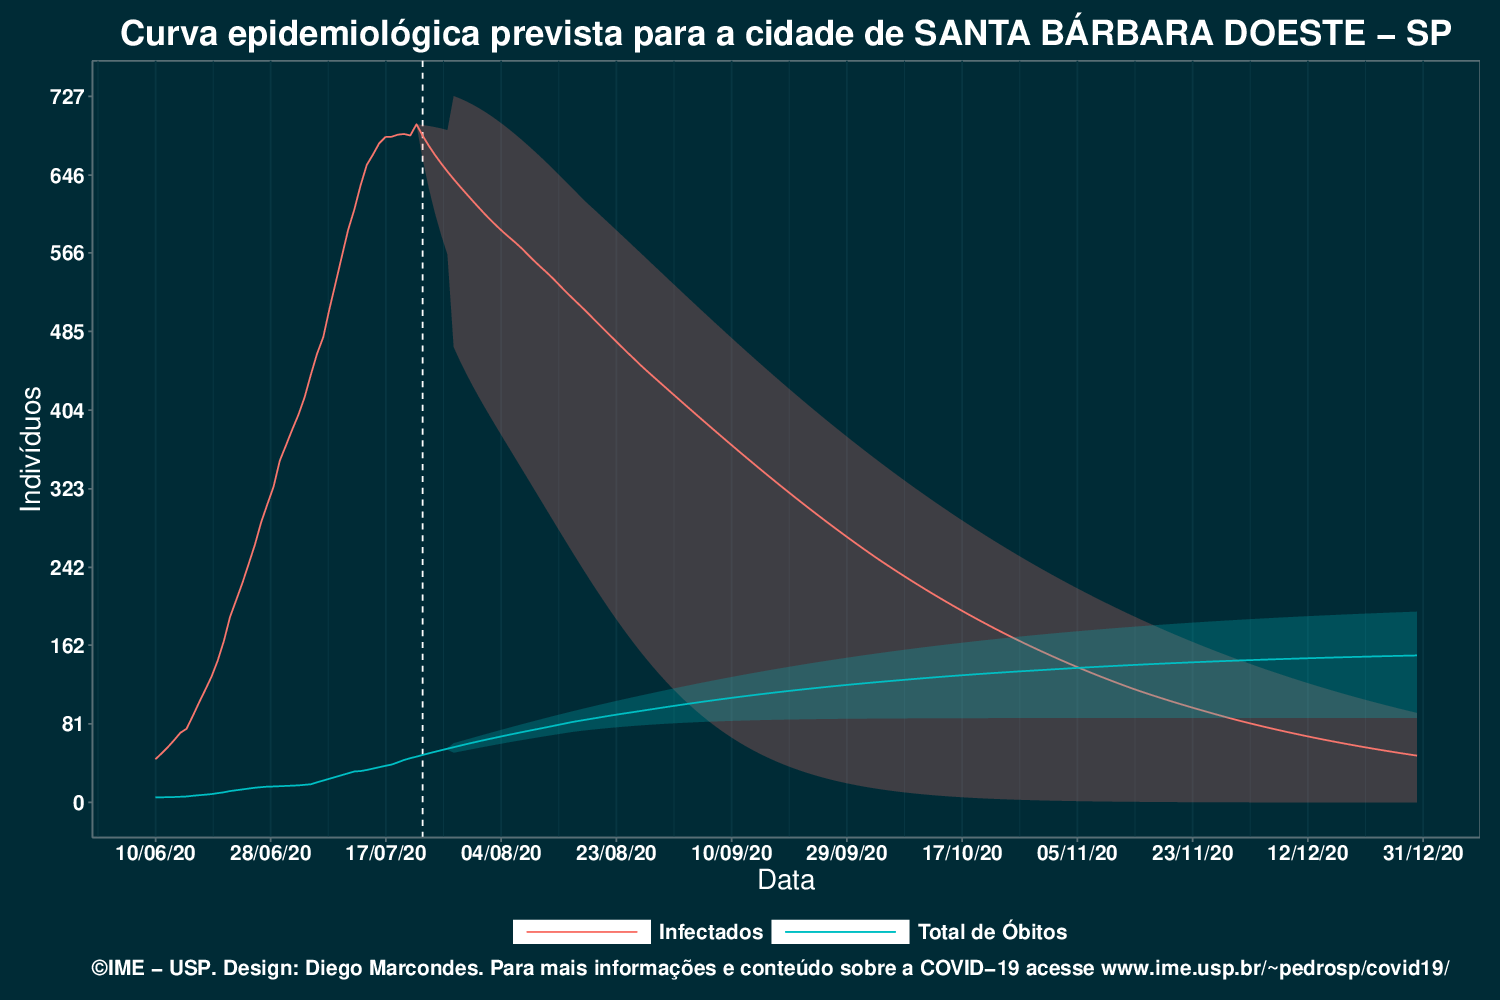 Curva epidemiológica prevista para a cidade de SANTA BÁRBARA DOESTE – SP
Indivíduos
727
646
566
485
404
323
242
162
81
0
10/06/20 28/06/20 17/07/20 04/08/20 23/08/20 10/09/20 29/09/20 17/10/20 05/11/20 23/11/20 12/12/20 31/12/20
Data
Infectados Total de Óbitos
©IME – USP. Design: Diego Marcondes. Para mais informações e conteúdo sobre a COVID–19 acesse www.ime.usp.br/~pedrosp/covid19/